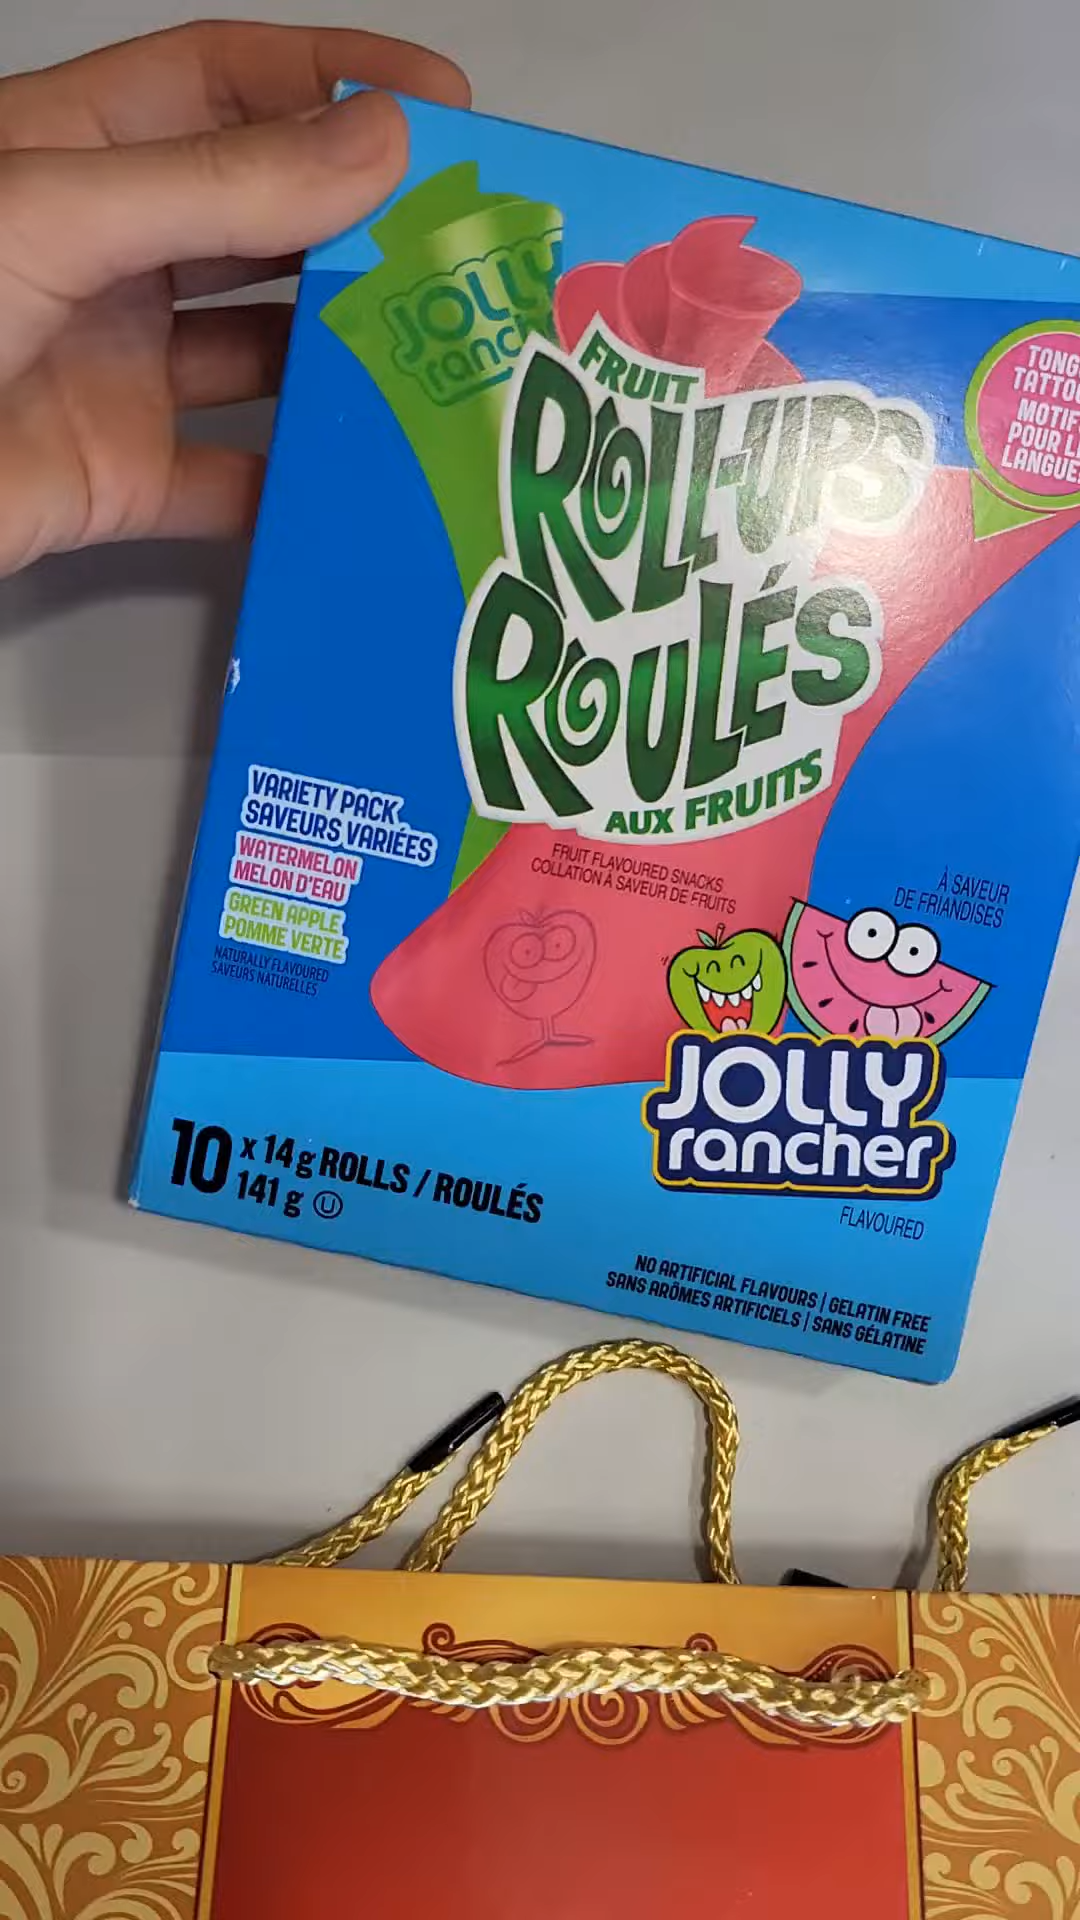 JOLLY
FRUIT
ROLL-UPS
ROULÉS
AUX FRUITS
MOTIF
POUR
VARIETY PACK
SAVEURS VARIÉES
WATERMELON
MELON D'EAU
GREEN APPLE
POMME VERTE
NATURALLY FLAVOURED
SAVEURS NATURELLES
FRUIT FLAVOURED SNACKS
COLLATION À SAVEUR DE FRUITS
À SAVEUR
DE FRIANDISES
JOLLY
rancher
FLAVOURED
10 x 14 g ROLLS / ROULÉS
141 g U
NO ARTIFICIAL FLAVOURS | GELATIN FREE
SANS ARÔMES ARTIFICIELS | SANS GÉLATINE